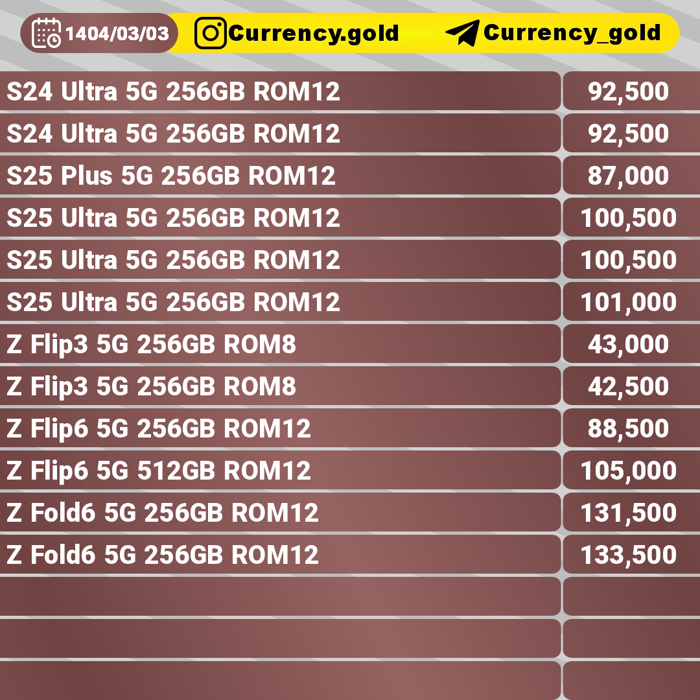 1404/03/03 Currency.gold Currency_gold
S24 Ultra 5G 256GB ROM12 92,500
S24 Ultra 5G 256GB ROM12 92,500
S25 Plus 5G 256GB ROM12 87,000
S25 Ultra 5G 256GB ROM12 100,500
S25 Ultra 5G 256GB ROM12 100,500
S25 Ultra 5G 256GB ROM12 101,000
Z Flip3 5G 256GB ROM8 43,000
Z Flip3 5G 256GB ROM8 42,500
Z Flip6 5G 256GB ROM12 88,500
Z Flip6 5G 512GB ROM12 105,000
Z Fold6 5G 256GB ROM12 131,500
Z Fold6 5G 256GB ROM12 133,500